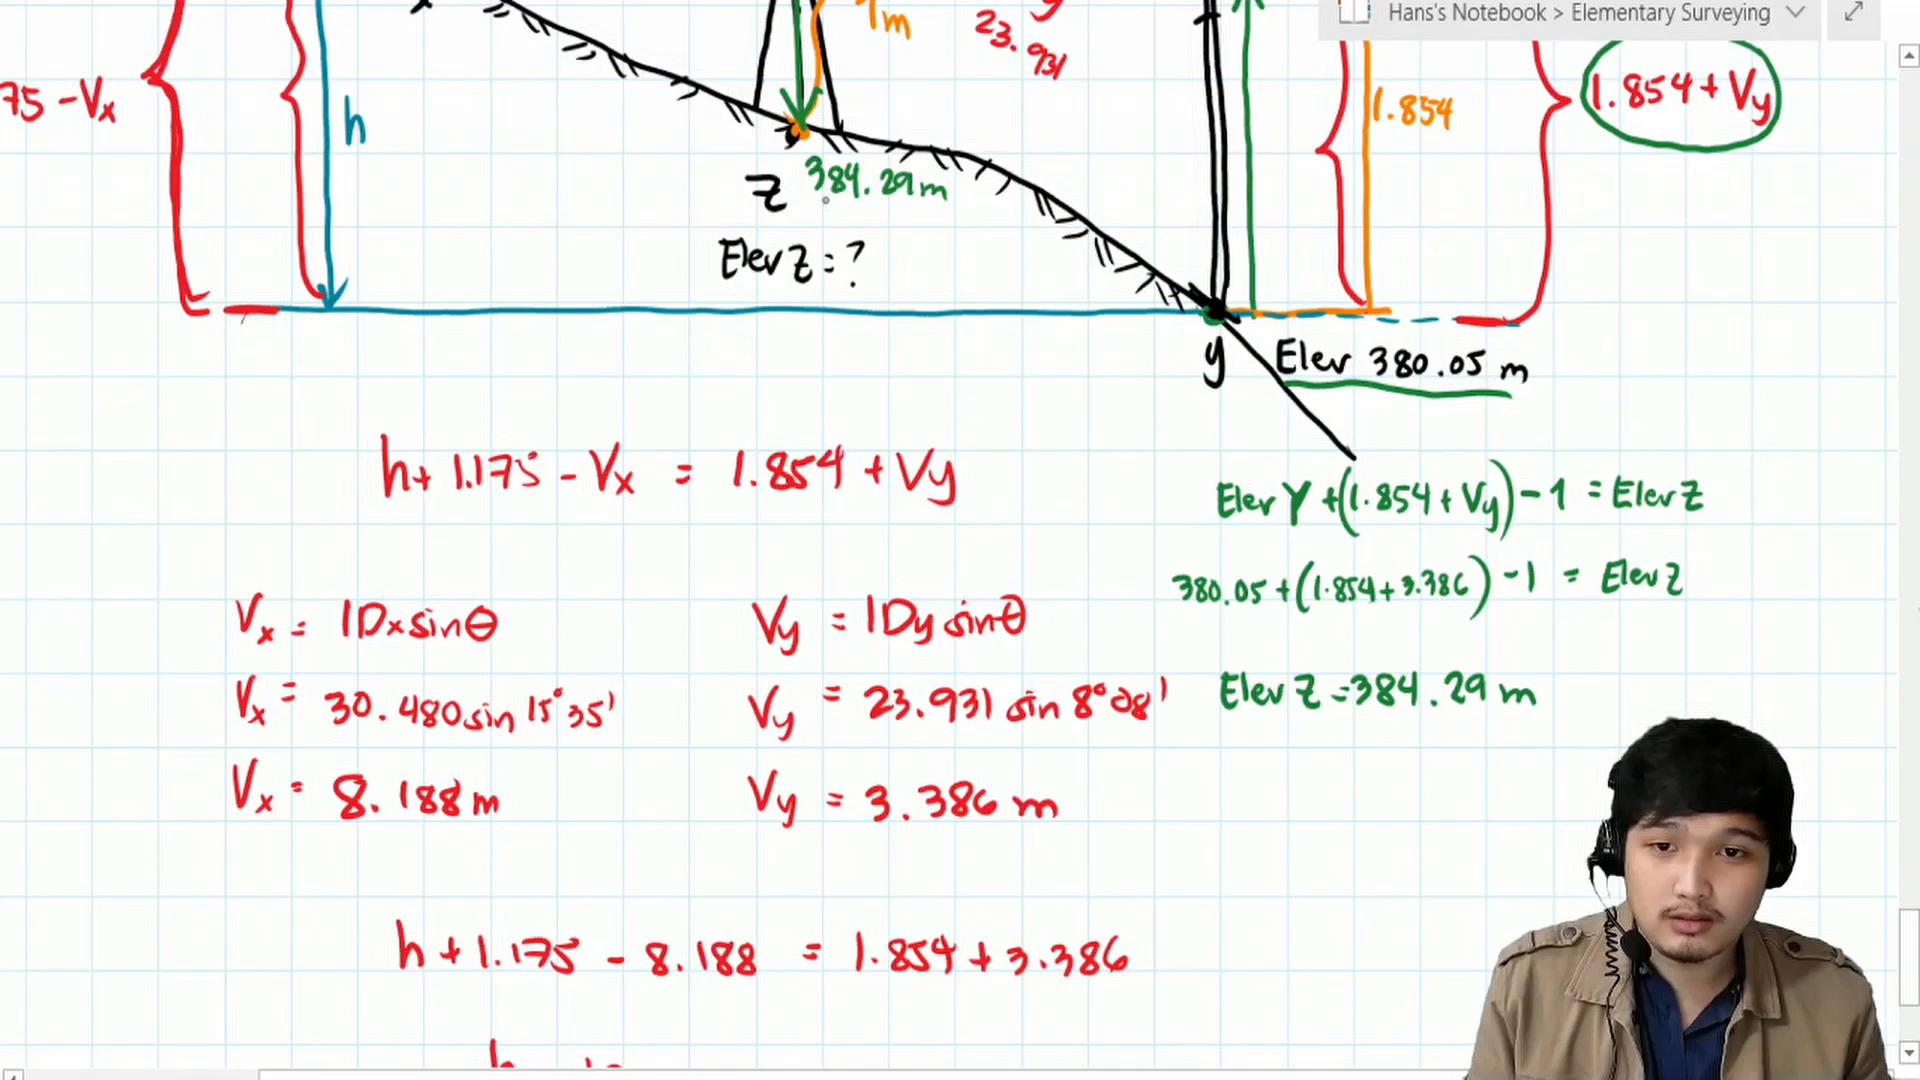 Hans's Notebook > Elementary Surveying
1m
y
23.931
75 - Vx
h
1.854
1.854 + Vy
Z 384.29 m
Elev Z = ?
y
Elev 380.05 m
h + 1.175 - Vx = 1.854 + Vy
Elev Y + (1.854 + Vy) - 1 = Elev Z
380.05 + (1.854 + 3.386) - 1 = Elev Z
Vx = IDx sin θ
Vy = IDy sin θ
Elev Z = 384.29 m
Vx = 30.480 sin 15° 35'
Vy = 23.931 sin 8° 08'
Vx = 8.188 m
Vy = 3.386 m
h + 1.175 - 8.188 = 1.854 + 3.386